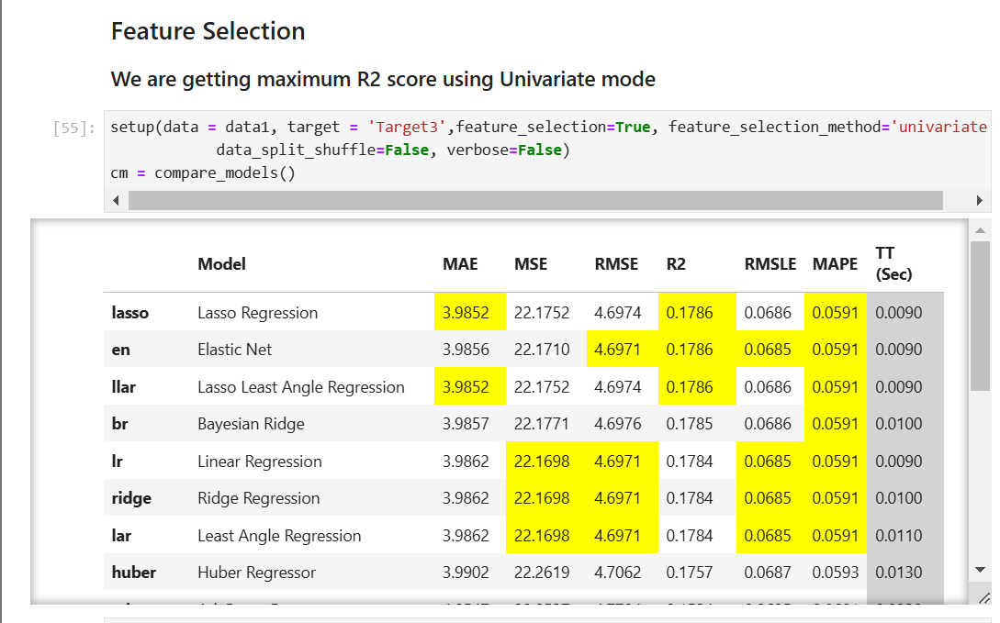 Feature Selection
We are getting maximum R2 score using Univariate mode
[55]: setup(data = data1, target = 'Target3',feature_selection=True, feature_selection_method='univariate
data_split_shuffle=False, verbose=False)
cm = compare_models()
Model MAE MSE RMSE R2 RMSLE MAPE TT (Sec)
lasso Lasso Regression 3.9852 22.1752 4.6974 0.1786 0.0686 0.0591 0.0090
en Elastic Net 3.9856 22.1710 4.6971 0.1786 0.0685 0.0591 0.0090
llar Lasso Least Angle Regression 3.9852 22.1752 4.6974 0.1786 0.0686 0.0591 0.0090
br Bayesian Ridge 3.9857 22.1771 4.6976 0.1785 0.0686 0.0591 0.0100
lr Linear Regression 3.9862 22.1698 4.6971 0.1784 0.0685 0.0591 0.0090
ridge Ridge Regression 3.9862 22.1698 4.6971 0.1784 0.0685 0.0591 0.0100
lar Least Angle Regression 3.9862 22.1698 4.6971 0.1784 0.0685 0.0591 0.0110
huber Huber Regressor 3.9902 22.2619 4.7062 0.1757 0.0687 0.0593 0.0130